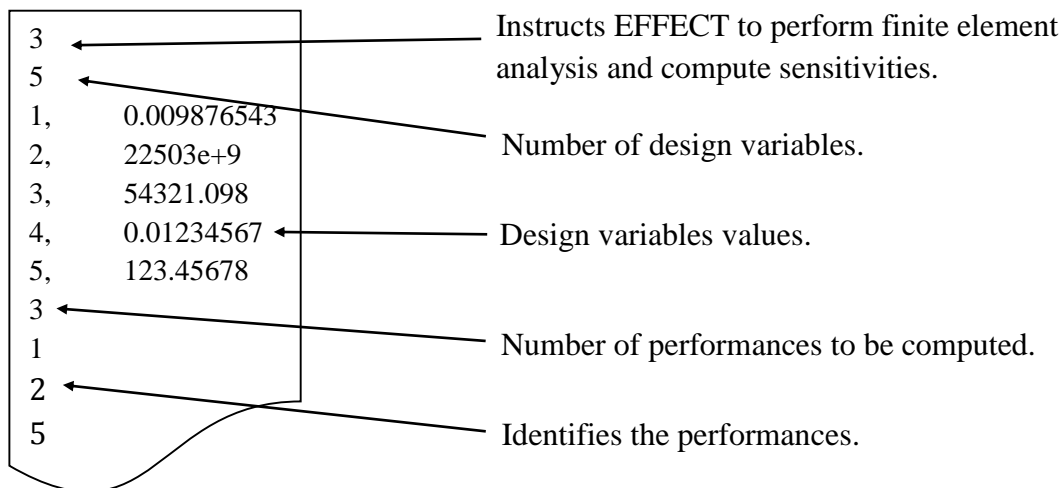 3
5
1, 0.009876543
2, 22503e+9
3, 54321.098
4, 0.01234567
5, 123.45678
3
1
2
5
Instructs EFFECT to perform finite element
analysis and compute sensitivities.
Number of design variables.
Design variables values.
Number of performances to be computed.
Identifies the performances.